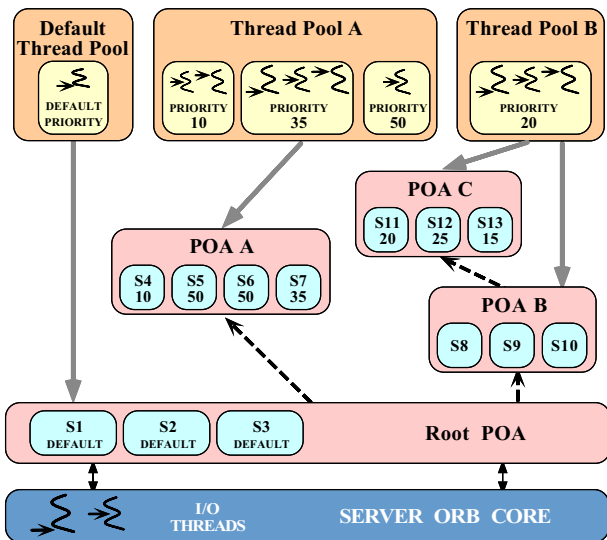 Default
Thread Pool
DEFAULT
PRIORITY
Thread Pool A
PRIORITY
10
PRIORITY
35
PRIORITY
50
Thread Pool B
PRIORITY
20
POA C
S11
20
S12
25
S13
15
POA A
S4
10
S5
50
S6
50
S7
35
POA B
S8
S9
S10
S1
DEFAULT
S2
DEFAULT
S3
DEFAULT
Root POA
I/O
THREADS
SERVER ORB CORE